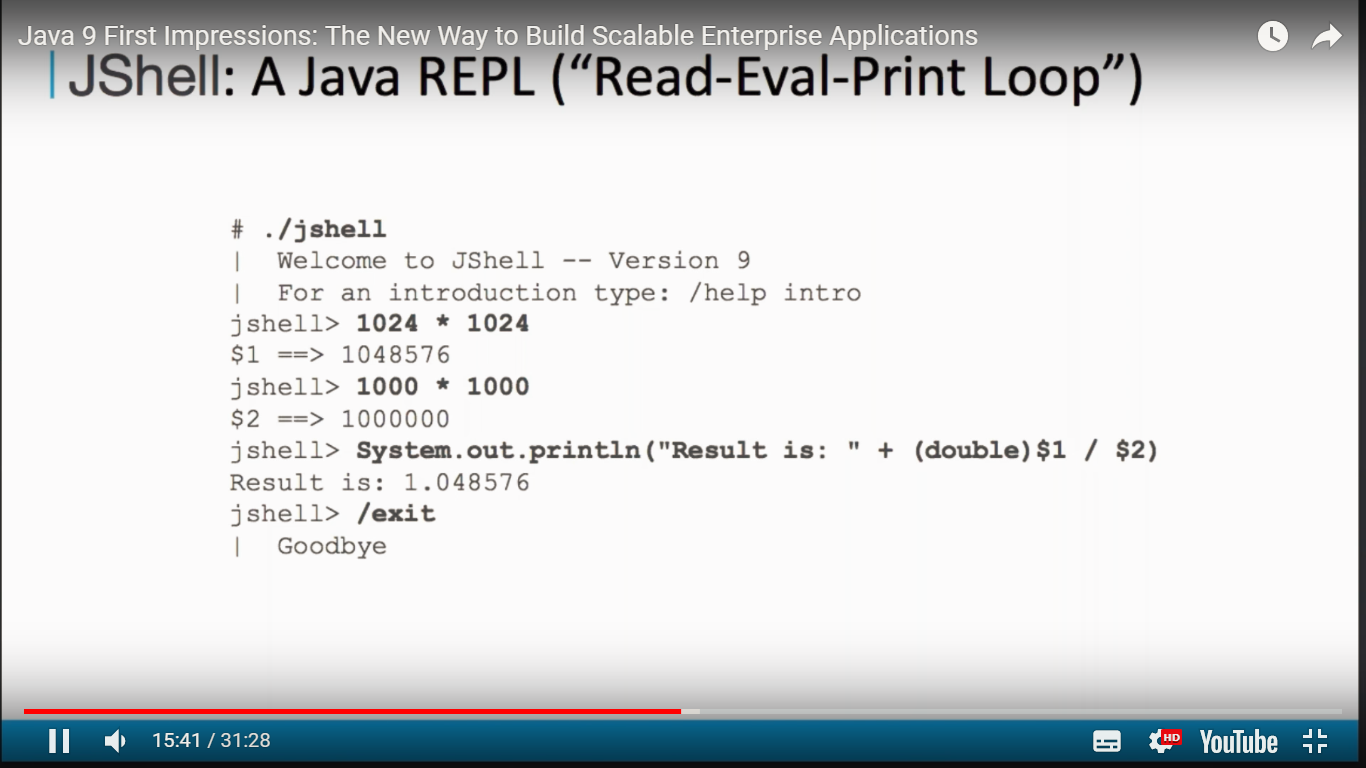 Java 9 First Impressions: The New Way to Build Scalable Enterprise Applications
JShell: A Java REPL (“Read-Eval-Print Loop”)
# ./jshell
|  Welcome to JShell -- Version 9
|  For an introduction type: /help intro
jshell> 1024 * 1024
$1 ==> 1048576
jshell> 1000 * 1000
$2 ==> 1000000
jshell> System.out.println("Result is: " + (double)$1 / $2)
Result is: 1.048576
jshell> /exit
|  Goodbye
15:41 / 31:28
HD
YouTube